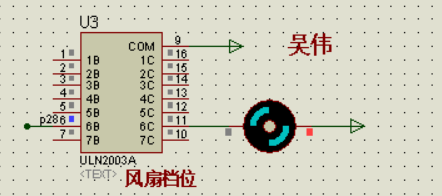 U3
吴伟
COM 9
1 1B 1C 16
2 2B 2C 15
3 3B 3C 14
4 4B 4C 13
5 5B 5C 12
p28 6 6B 6C 11
7 7B 7C 10
ULN2003A
<TEXT> 风扇档位